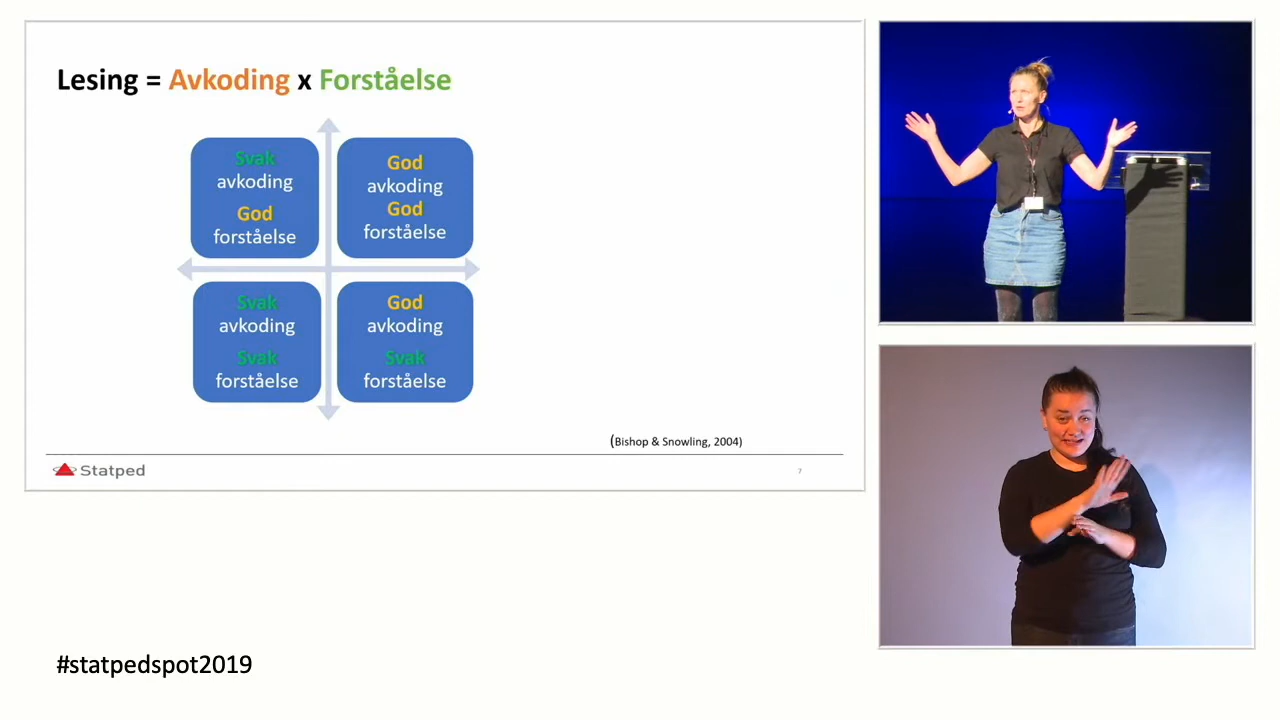 Lesing = Avkoding x Forståelse
Svak
avkoding
God
forståelse
God
avkoding
God
forståelse
Svak
avkoding
Svak
forståelse
God
avkoding
Svak
forståelse
(Bishop & Snowling, 2004)
Statped
7
#statpedspot2019